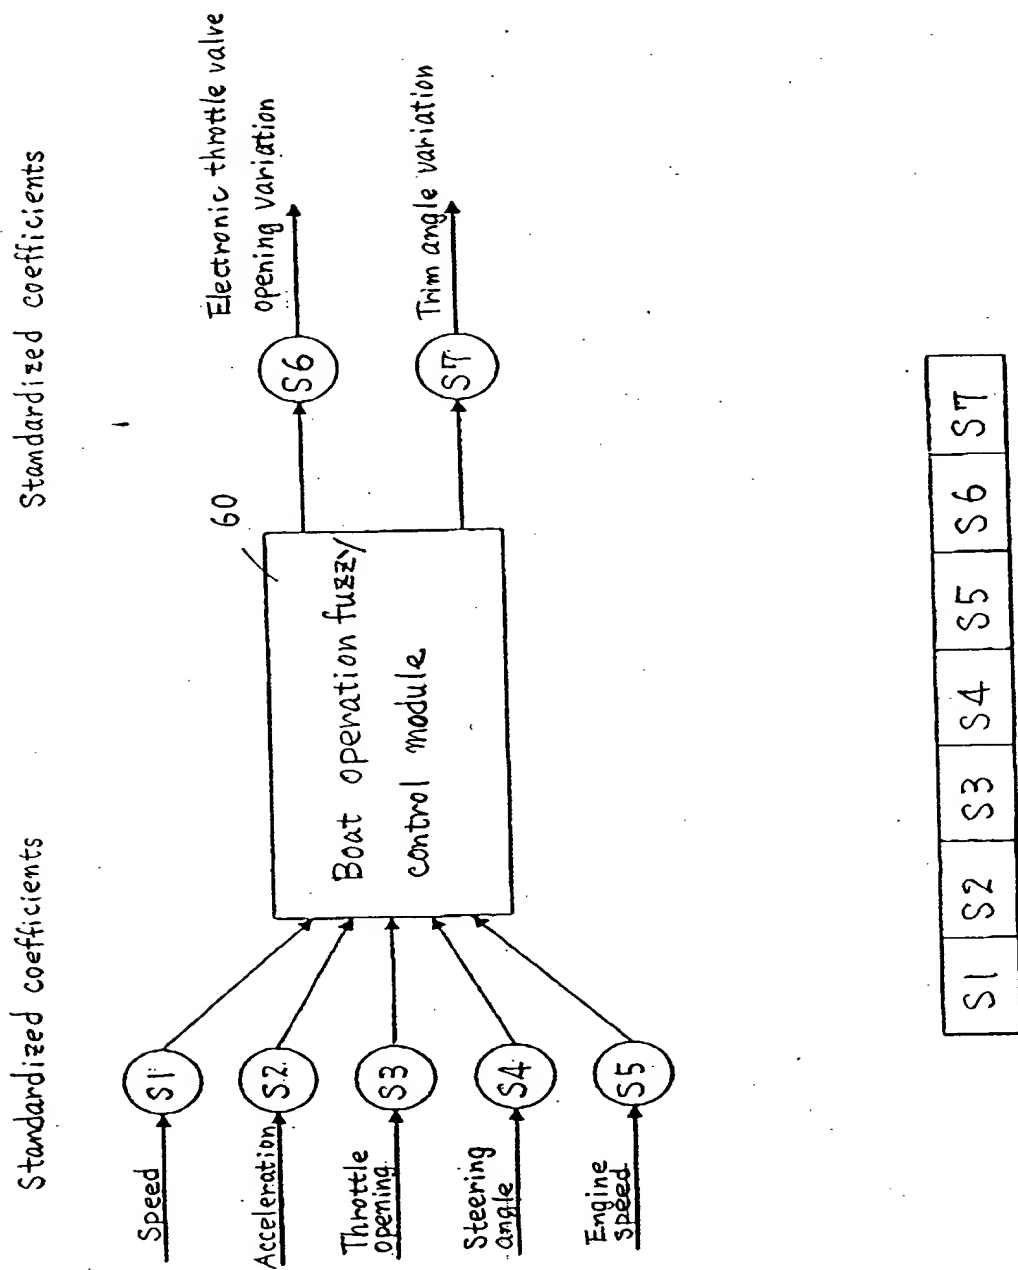 Standardized coefficients
Standardized coefficients
Speed
S1
Acceleration
S2
Throttle
opening
S3
Steering
angle
S4
Engine
speed
S5
60
Boat operation fuzzy
control module
S6
Electronic throttle valve
opening variation
S7
Trim angle variation
S1 S2 S3 S4 S5 S6 S7